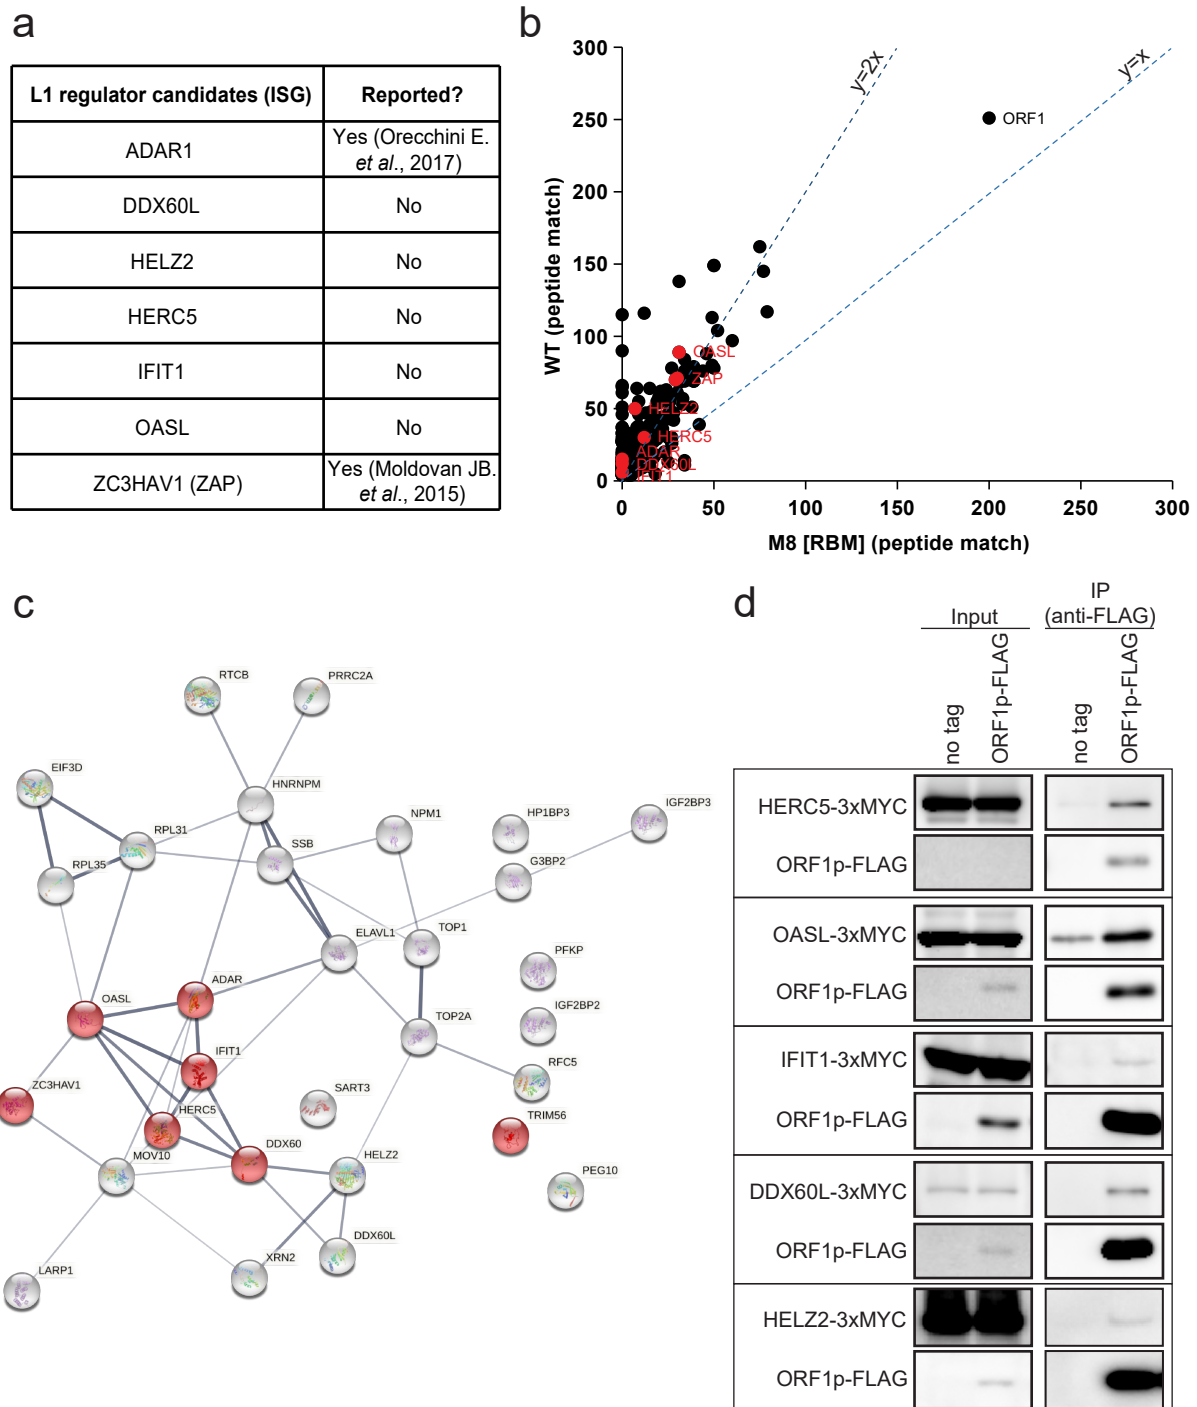 a
L1 regulator candidates (ISG) Reported?
ADAR1 Yes (Orecchini E.
et al., 2017)
DDX60L No
HELZ2 No
HERC5 No
IFIT1 No
OASL No
ZC3HAV1 (ZAP) Yes (Moldovan JB.
et al., 2015)
b
WT (peptide match)
300
250
200
150
100
50
0
0 50 100 150 200 250 300
M8 [RBM] (peptide match)
y=2x
y=x
ORF1
OASL
ZAP
HELZ2
HERC5
ADAR
DDX60L
IFIT1
c
RTCB
PRRC2A
EIF3D
HNRNPM
RPL31
NPM1
HP1BP3
IGF2BP3
RPL35
SSB
G3BP2
ELAVL1
TOP1
PFKP
ADAR
OASL
IGF2BP2
TOP2A
IFIT1
RFC5
ZC3HAV1
SART3
HERC5
TRIM56
DDX60
MOV10
HELZ2
PEG10
XRN2
DDX60L
LARP1
d
Input
IP
(anti-FLAG)
no tag
ORF1p-FLAG
no tag
ORF1p-FLAG
HERC5-3xMYC
ORF1p-FLAG
OASL-3xMYC
ORF1p-FLAG
IFIT1-3xMYC
ORF1p-FLAG
DDX60L-3xMYC
ORF1p-FLAG
HELZ2-3xMYC
ORF1p-FLAG